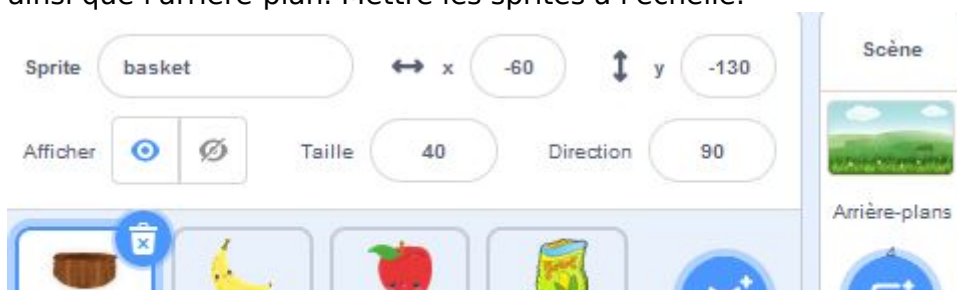 ainsi que l'arrière-plan. Mettre les sprites à l'échelle.
Sprite basket x -60 y -130
Scène
Afficher Taille 40 Direction 90
Arrière-plans
4